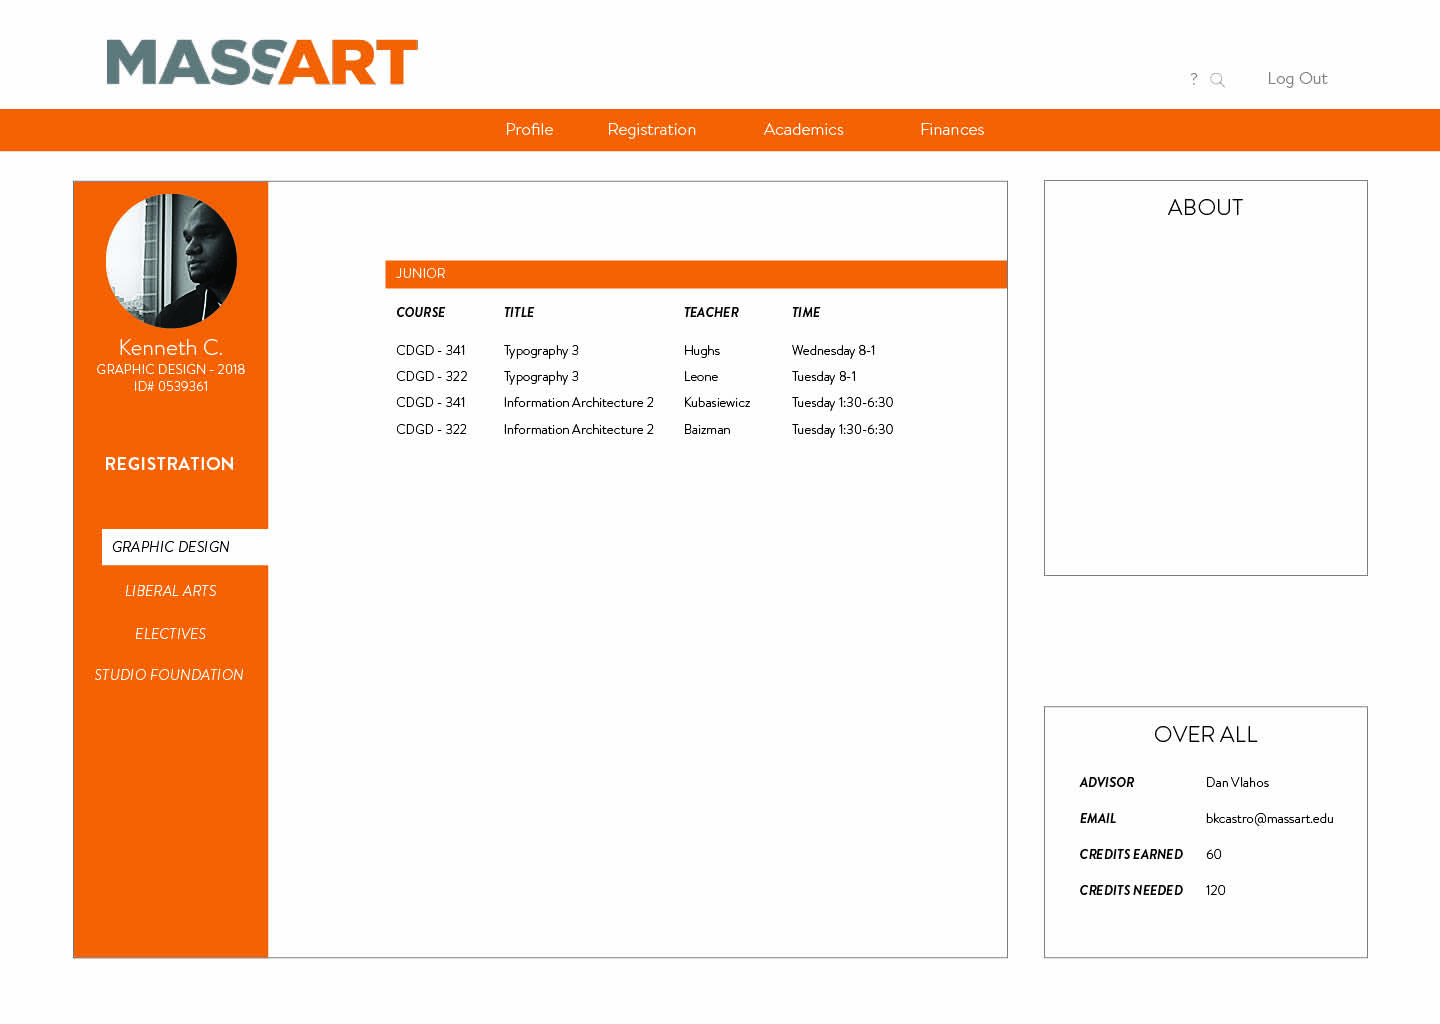 MASSART
? Log Out
Profile Registration Academics Finances
Kenneth C.
GRAPHIC DESIGN - 2018
ID# 0539361
REGISTRATION
GRAPHIC DESIGN
LIBERAL ARTS
ELECTIVES
STUDIO FOUNDATION
JUNIOR
COURSE TITLE TEACHER TIME
CDGD - 341 Typography 3 Hughs Wednesday 8-1
CDGD - 322 Typography 3 Leone Tuesday 8-1
CDGD - 341 Information Architecture 2 Kubasiewicz Tuesday 1:30-6:30
CDGD - 322 Information Architecture 2 Baizman Tuesday 1:30-6:30
ABOUT
OVER ALL
ADVISOR Dan Vlahos
EMAIL bkcastro@massart.edu
CREDITS EARNED 60
CREDITS NEEDED 120